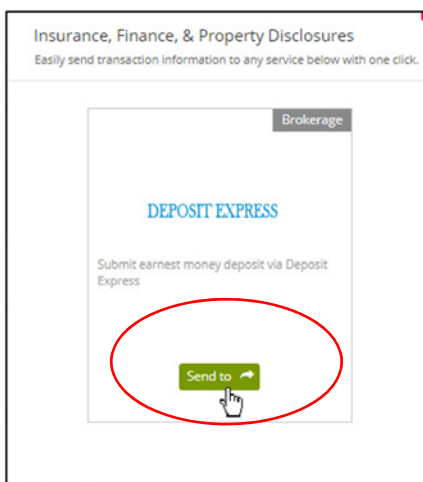 Insurance, Finance, & Property Disclosures
Easily send transaction information to any service below with one click.
Brokerage
DEPOSIT EXPRESS
Submit earnest money deposit via Deposit
Express
Send to